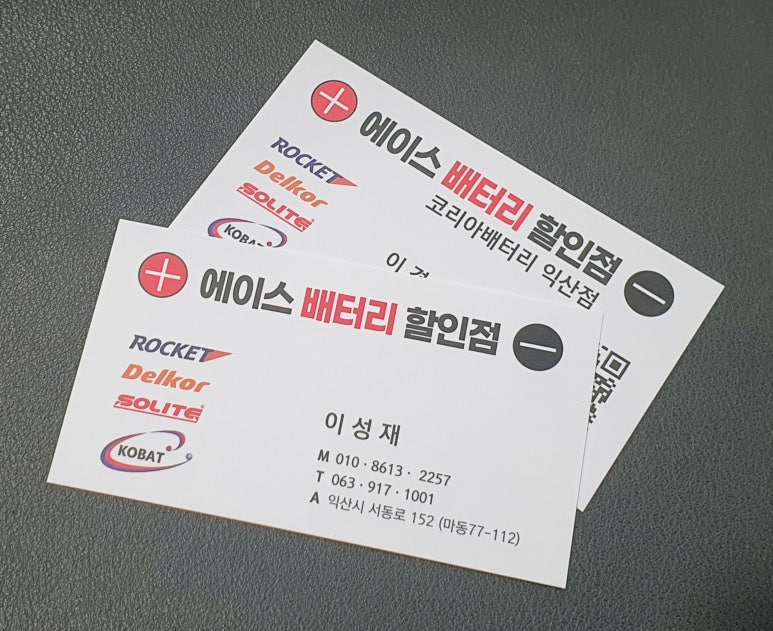 에이스 배터리 할인점
코리아배터리 익산점
ROCKET
Delkor
SOLITE
KOBAT
이
에이스 배터리 할인점
ROCKET
Delkor
SOLITE
KOBAT
이 성 재
M 010 · 8613 · 2257
T 063 · 917 · 1001
A 익산시 서동로 152 (마동77-112)